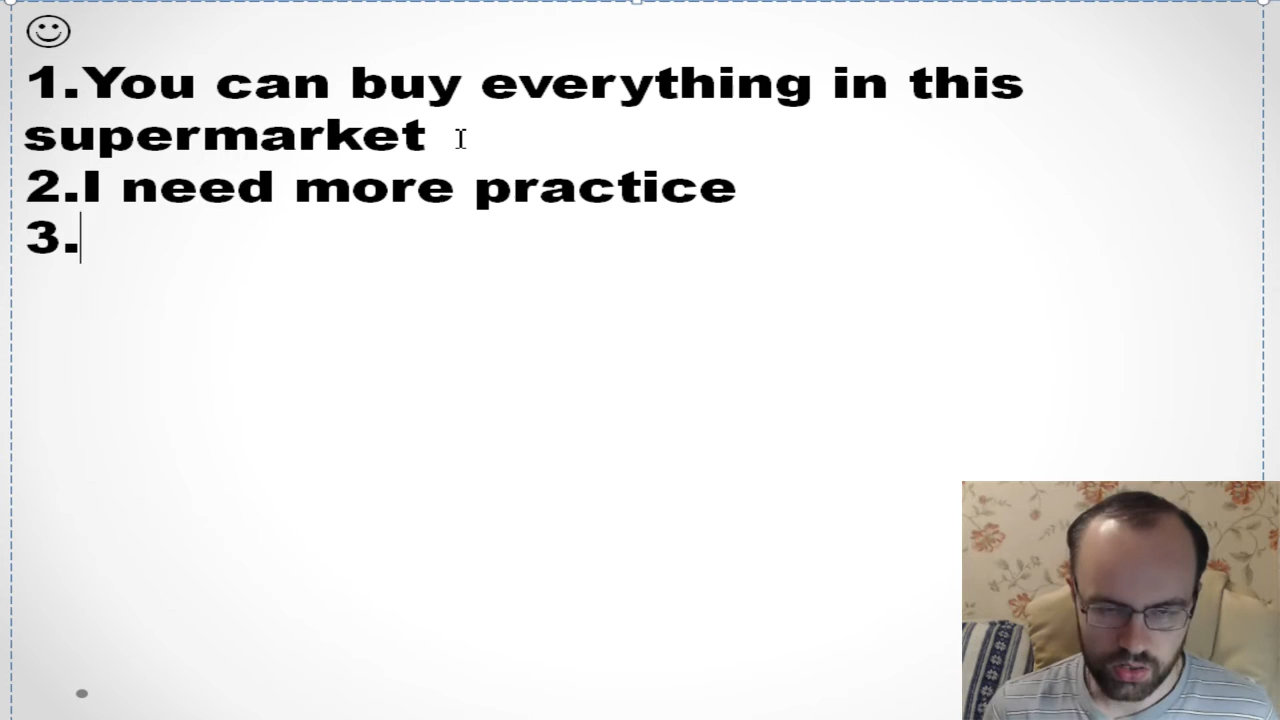 ☺
1.You can buy everything in this
supermarket
2.I need more practice
3.